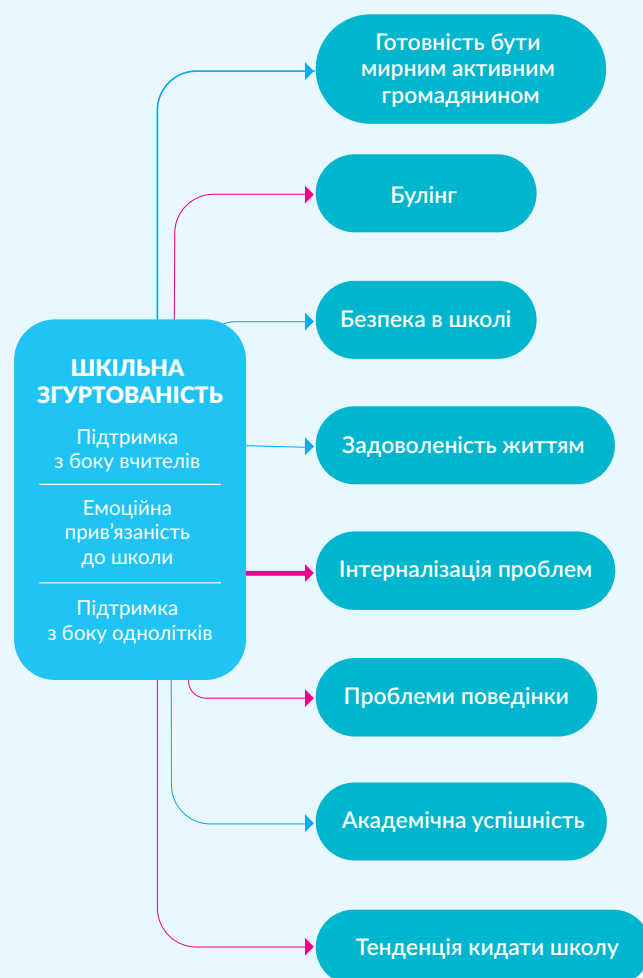 Готовність бути
мирним активним
громадянином
Булінг
Безпека в школі
ШКІЛЬНА
ЗГУРТОВАНІСТЬ
Підтримка
з боку вчителів
Емоційна
прив’язаність
до школи
Підтримка
з боку однолітків
Задоволеність життям
Інтерналізація проблем
Проблеми поведінки
Академічна успішність
Тенденція кидати школу